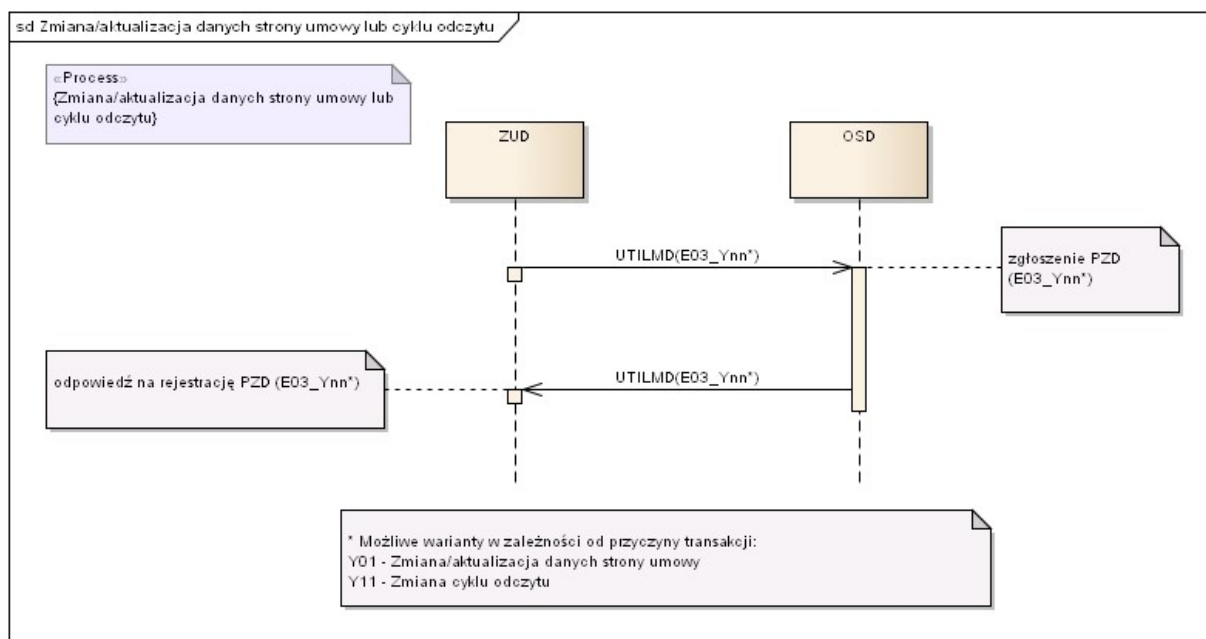 sd Zmiana/aktualizacja danych strony umowy lub cyklu odczytu
«Process»
{Zmiana/aktualizacja danych strony umowy lub
cyklu odczytu}
ZUD
OSD
UTILMD(E03_Ynn*)
zgłoszenie PZD
(E03_Ynn*)
odpowiedź na rejestrację PZD (E03_Ynn*)
UTILMD(E03_Ynn*)
* Możliwe warianty w zależności od przyczyny transakcji:
Y01 - Zmiana/aktualizacja danych strony umowy
Y11 - Zmiana cyklu odczytu